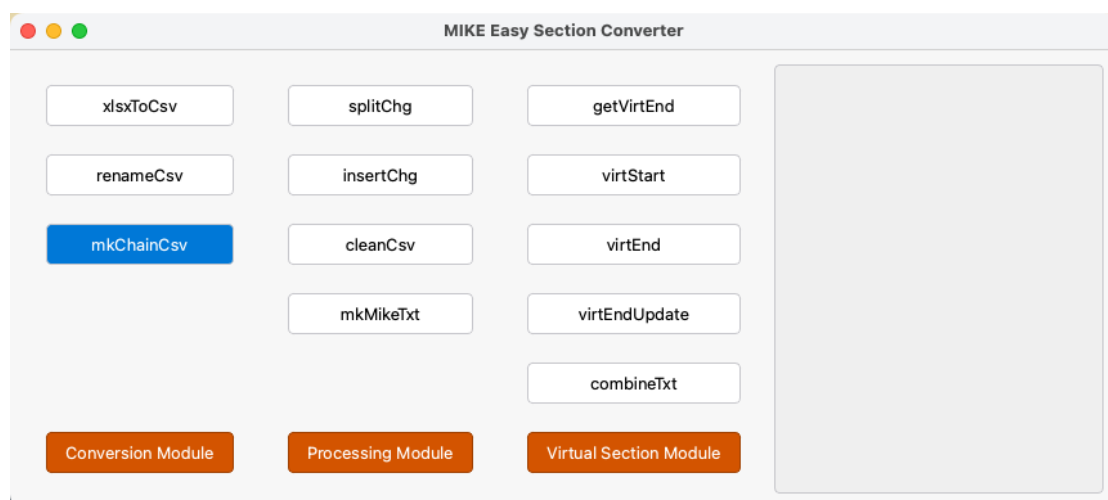 MIKE Easy Section Converter
xlsxToCsv
splitChg
getVirtEnd
renameCsv
insertChg
virtStart
mkChainCsv
cleanCsv
virtEnd
mkMikeTxt
virtEndUpdate
combineTxt
Conversion Module
Processing Module
Virtual Section Module